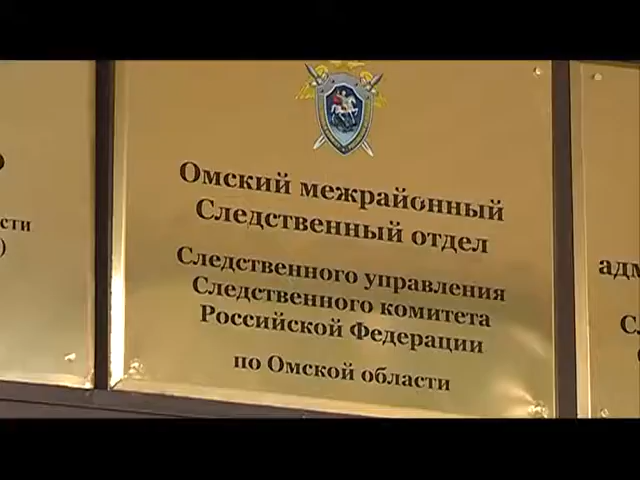 Омский межрайонный
Следственный отдел
Следственного управления
Следственного комитета
Российской Федерации
по Омской области